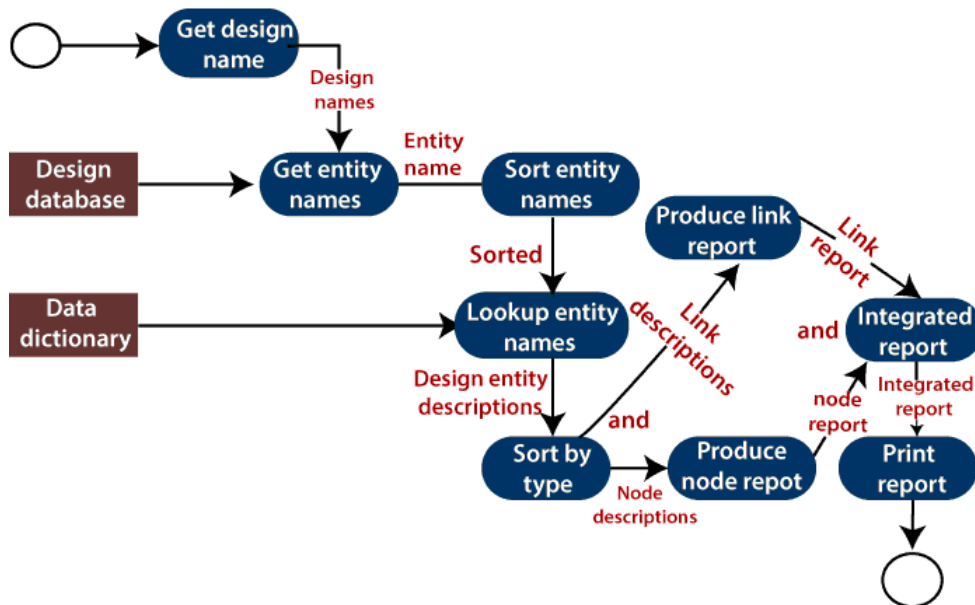 Get design
name
Design
names
Design
database
Get entity
names
Entity
name
Sort entity
names
Sorted
Data
dictionary
Lookup entity
names
Design entity
descriptions
Sort by
type
and
Link
descriptions
Produce link
report
Link
report
Node
descriptions
Produce
node repot
node
report
and
Integrated
report
Integrated
report
Print
report